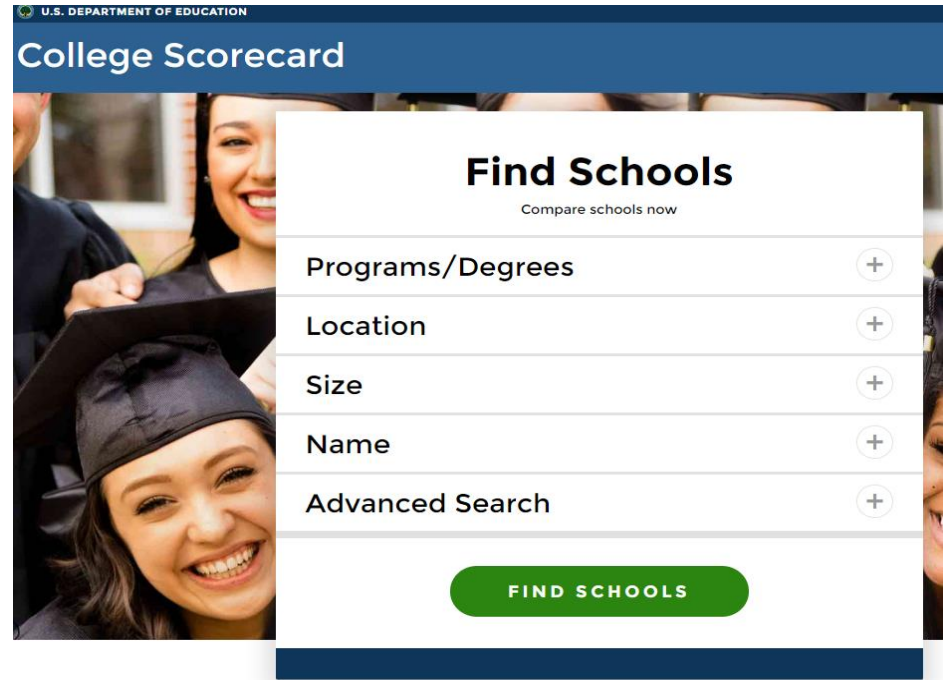 U.S. DEPARTMENT OF EDUCATION
College Scorecard
Find Schools
Compare schools now
Programs/Degrees
Location
Size
Name
Advanced Search
FIND SCHOOLS